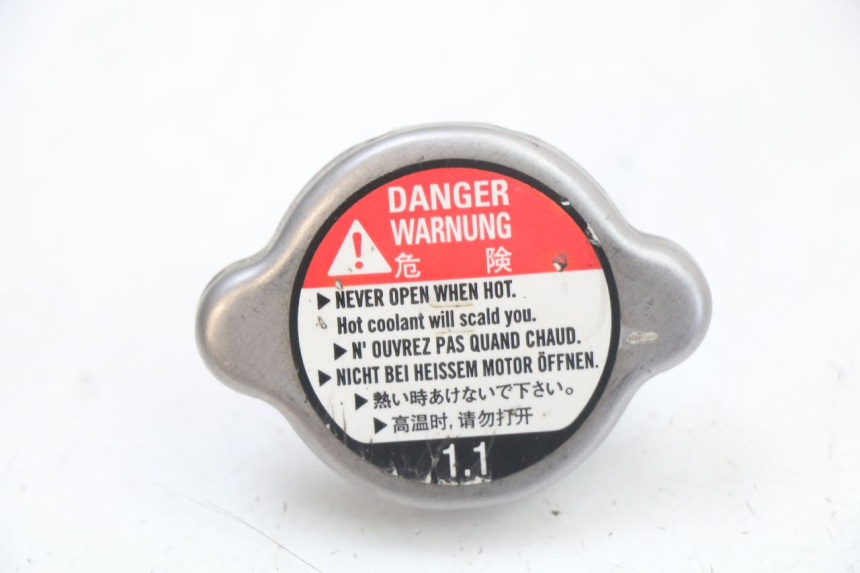 DANGER
WARNUNG
危 険
▶NEVER OPEN WHEN HOT.
Hot coolant will scald you.
▶N' OUVREZ PAS QUAND CHAUD.
▶NICHT BEI HEISSEM MOTOR ÖFFNEN.
▶熱い時あけないで下さい。
▶高温时,请勿打开
1.1